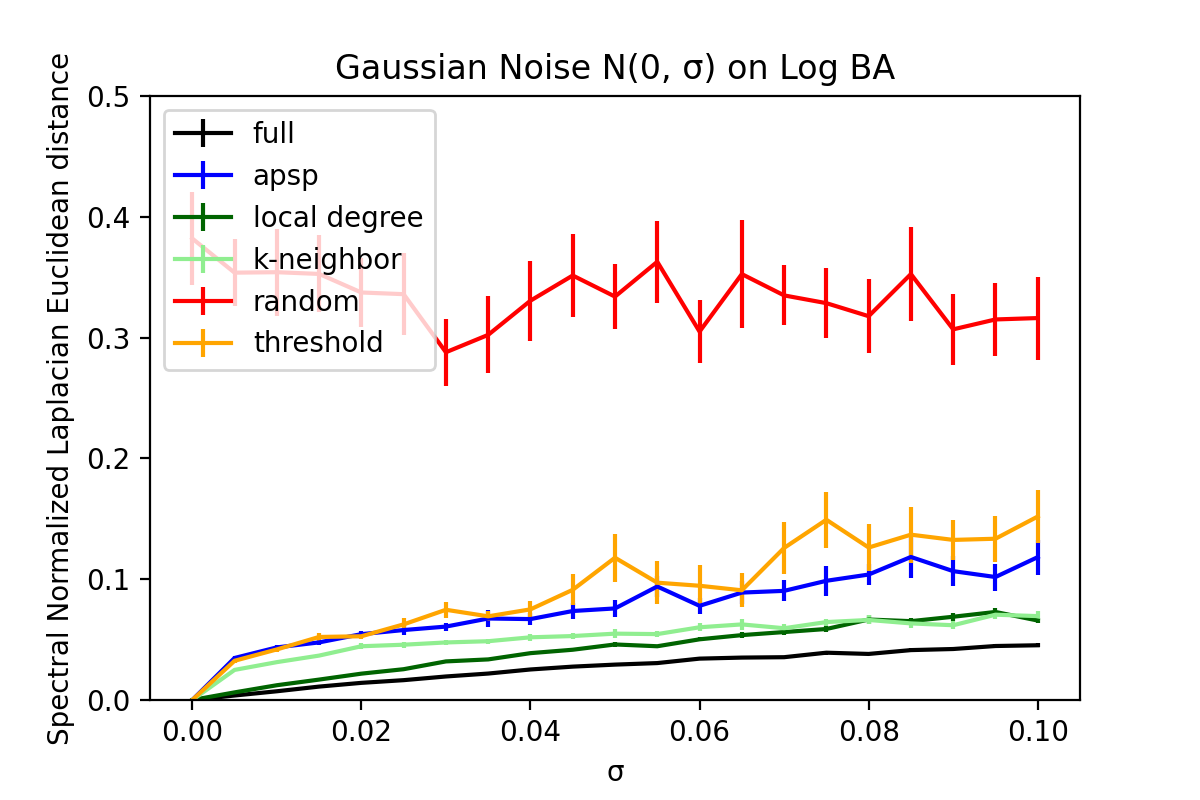 Gaussian Noise N(0, σ) on Log BA
Spectral Normalized Laplacian Euclidean distance
0.5
0.4
0.3
0.2
0.1
0.0
full
apsp
local degree
k-neighbor
random
threshold
0.00 0.02 0.04 0.06 0.08 0.10
σ